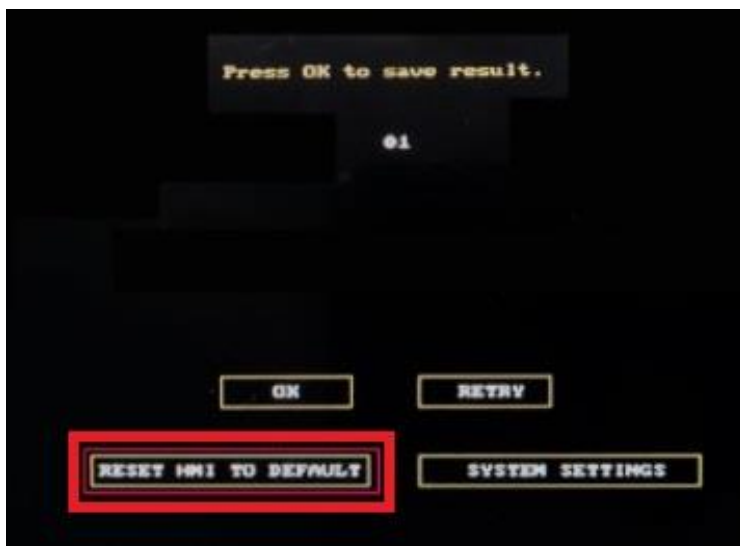 Press OK to save result.
01
OK
RETRY
RESET HMI TO DEFAULT
SYSTEM SETTINGS